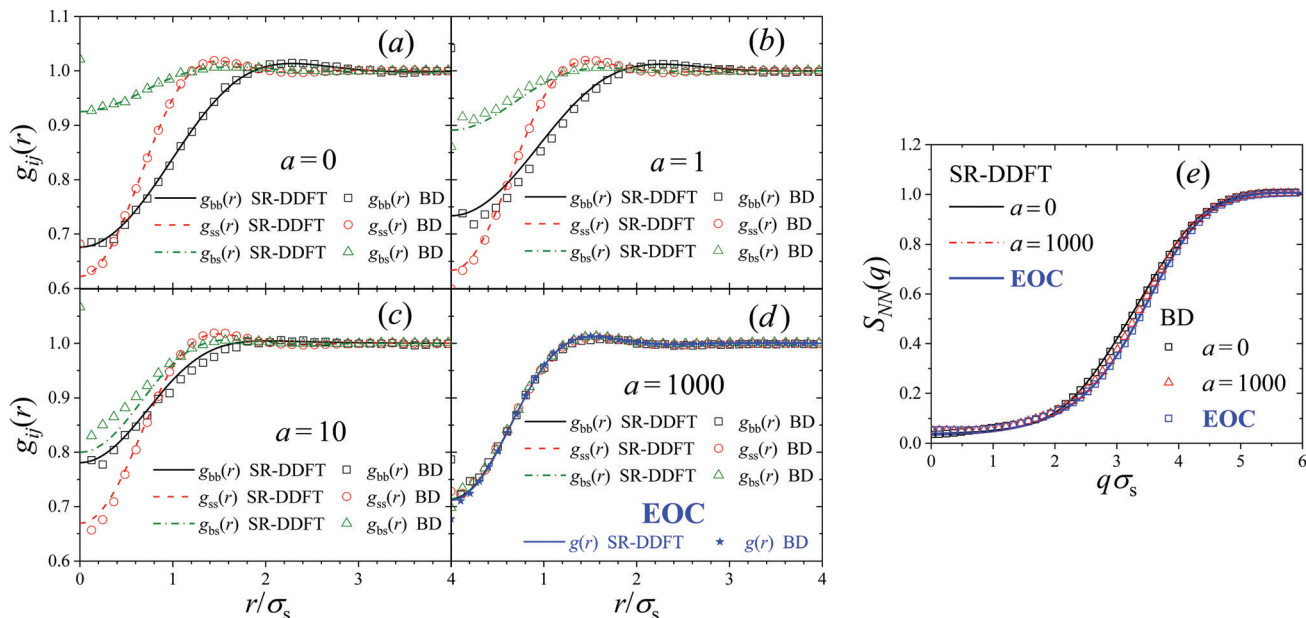 1.1
1.0
0.9
0.8
0.7
0.6
g_ij(r)
(a)
a = 0
g_bb(r) SR-DDFT g_bb(r) BD
g_ss(r) SR-DDFT g_ss(r) BD
g_bs(r) SR-DDFT g_bs(r) BD
(b)
a = 1
g_bb(r) SR-DDFT g_bb(r) BD
g_ss(r) SR-DDFT g_ss(r) BD
g_bs(r) SR-DDFT g_bs(r) BD
1.0
0.9
0.8
0.7
0.6
g_ij(r)
(c)
a = 10
g_bb(r) SR-DDFT g_bb(r) BD
g_ss(r) SR-DDFT g_ss(r) BD
g_bs(r) SR-DDFT g_bs(r) BD
0 1 2 3 4
r/σ_s
(d)
a = 1000
g_bb(r) SR-DDFT g_bb(r) BD
g_ss(r) SR-DDFT g_ss(r) BD
g_bs(r) SR-DDFT g_bs(r) BD
EOC
g(r) SR-DDFT g(r) BD
1 2 3 4
r/σ_s
1.2
1.0
0.8
0.6
0.4
0.2
0.0
S_NN(q)
(e)
SR-DDFT
a = 0
a = 1000
EOC
BD
a = 0
a = 1000
EOC
0 1 2 3 4 5 6
qσ_s